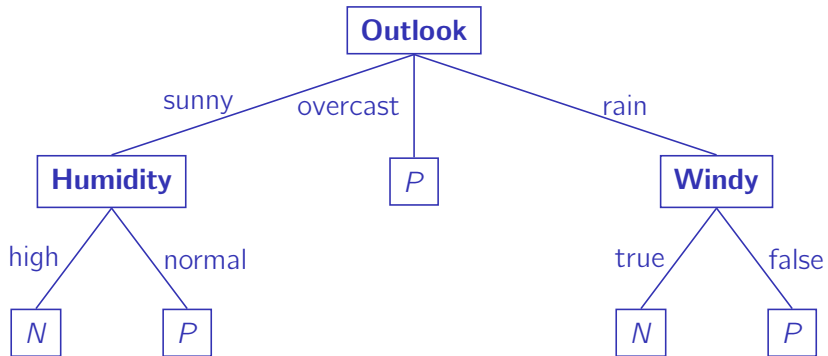 Outlook
sunny overcast rain
Humidity P Windy
high normal true false
N P N P